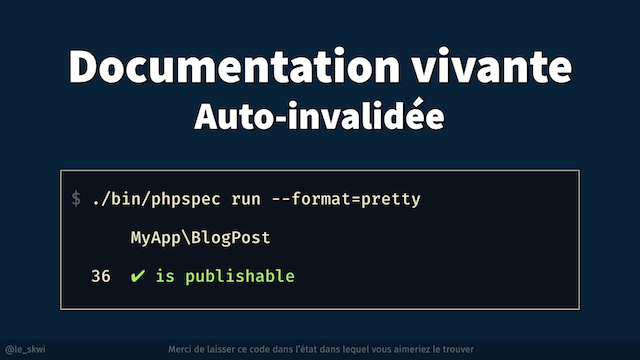 Documentation vivante
Auto-invalidée
$ ./bin/phpspec run --format=pretty
MyApp\BlogPost
36 ✔ is publishable
@le_skwi
Merci de laisser ce code dans l'état dans lequel vous aimeriez le trouver